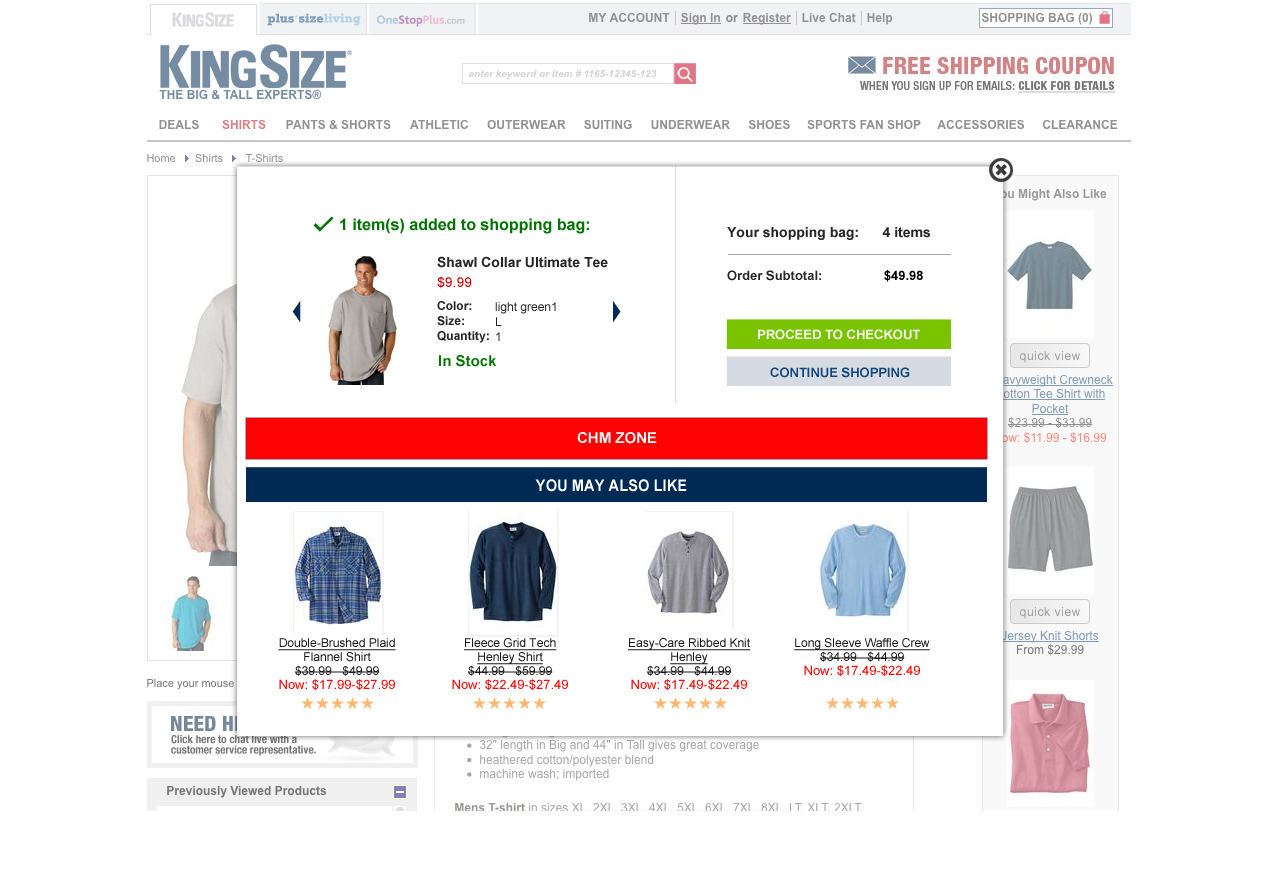 KINGSIZE
plus size living
OneStopPlus.com
MY ACCOUNT | Sign In or Register | Live Chat | Help
SHOPPING BAG (0)
KINGSIZE®
THE BIG & TALL EXPERTS®
enter keyword or item # 1165-12345-123
FREE SHIPPING COUPON
WHEN YOU SIGN UP FOR EMAILS: CLICK FOR DETAILS
DEALS SHIRTS PANTS & SHORTS ATHLETIC OUTERWEAR SUITING UNDERWEAR SHOES SPORTS FAN SHOP ACCESSORIES CLEARANCE
Home Shirts T-Shirts
1 item(s) added to shopping bag:
Shawl Collar Ultimate Tee
$9.99
Color: light green1
Size: L
Quantity: 1
In Stock
Your shopping bag: 4 items
Order Subtotal: $49.98
PROCEED TO CHECKOUT
CONTINUE SHOPPING
CHM ZONE
YOU MAY ALSO LIKE
Double-Brushed Plaid
Flannel Shirt
$39.99 - $49.99
Now: $17.99-$27.99
Fleece Grid Tech
Henley Shirt
$44.99 - $59.99
Now: $22.49-$27.49
Easy-Care Ribbed Knit
Henley
$34.99 - $44.99
Now: $17.49-$22.49
Long Sleeve Waffle Crew
$34.99 - $44.99
Now: $17.49-$22.49
ou Might Also Like
quick view
avyweight Crewneck
otton Tee Shirt with
Pocket
$23.99 - $33.99
ow: $11.99 - $16.99
quick view
Jersey Knit Shorts
From $29.99
Place your mouse
NEED H
Click here to chat live with a
customer service representative.
Previously Viewed Products
32" length in Big and 44" in Tall gives great coverage
heathered cotton/polyester blend
machine wash; imported
Mens T-shirt in sizes XL, 2XL, 3XL, 4XL, 5XL, 6XL, 7XL, 8XL, LT, XLT, 2XLT,